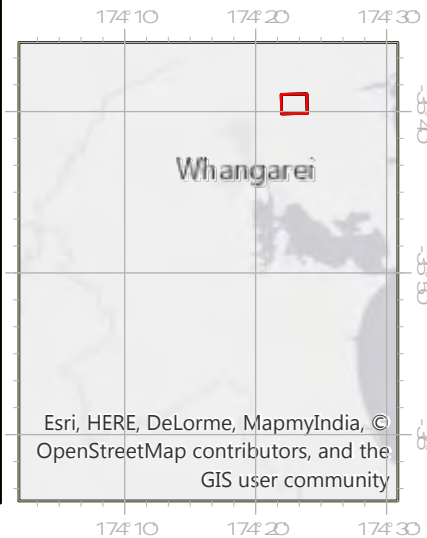 174°10
174°20
174°30
-35°40
Whangarei
-35°50
-36°
Esri, HERE, DeLorme, MapmyIndia, ©
OpenStreetMap contributors, and the
GIS user community
174°10
174°20
174°30